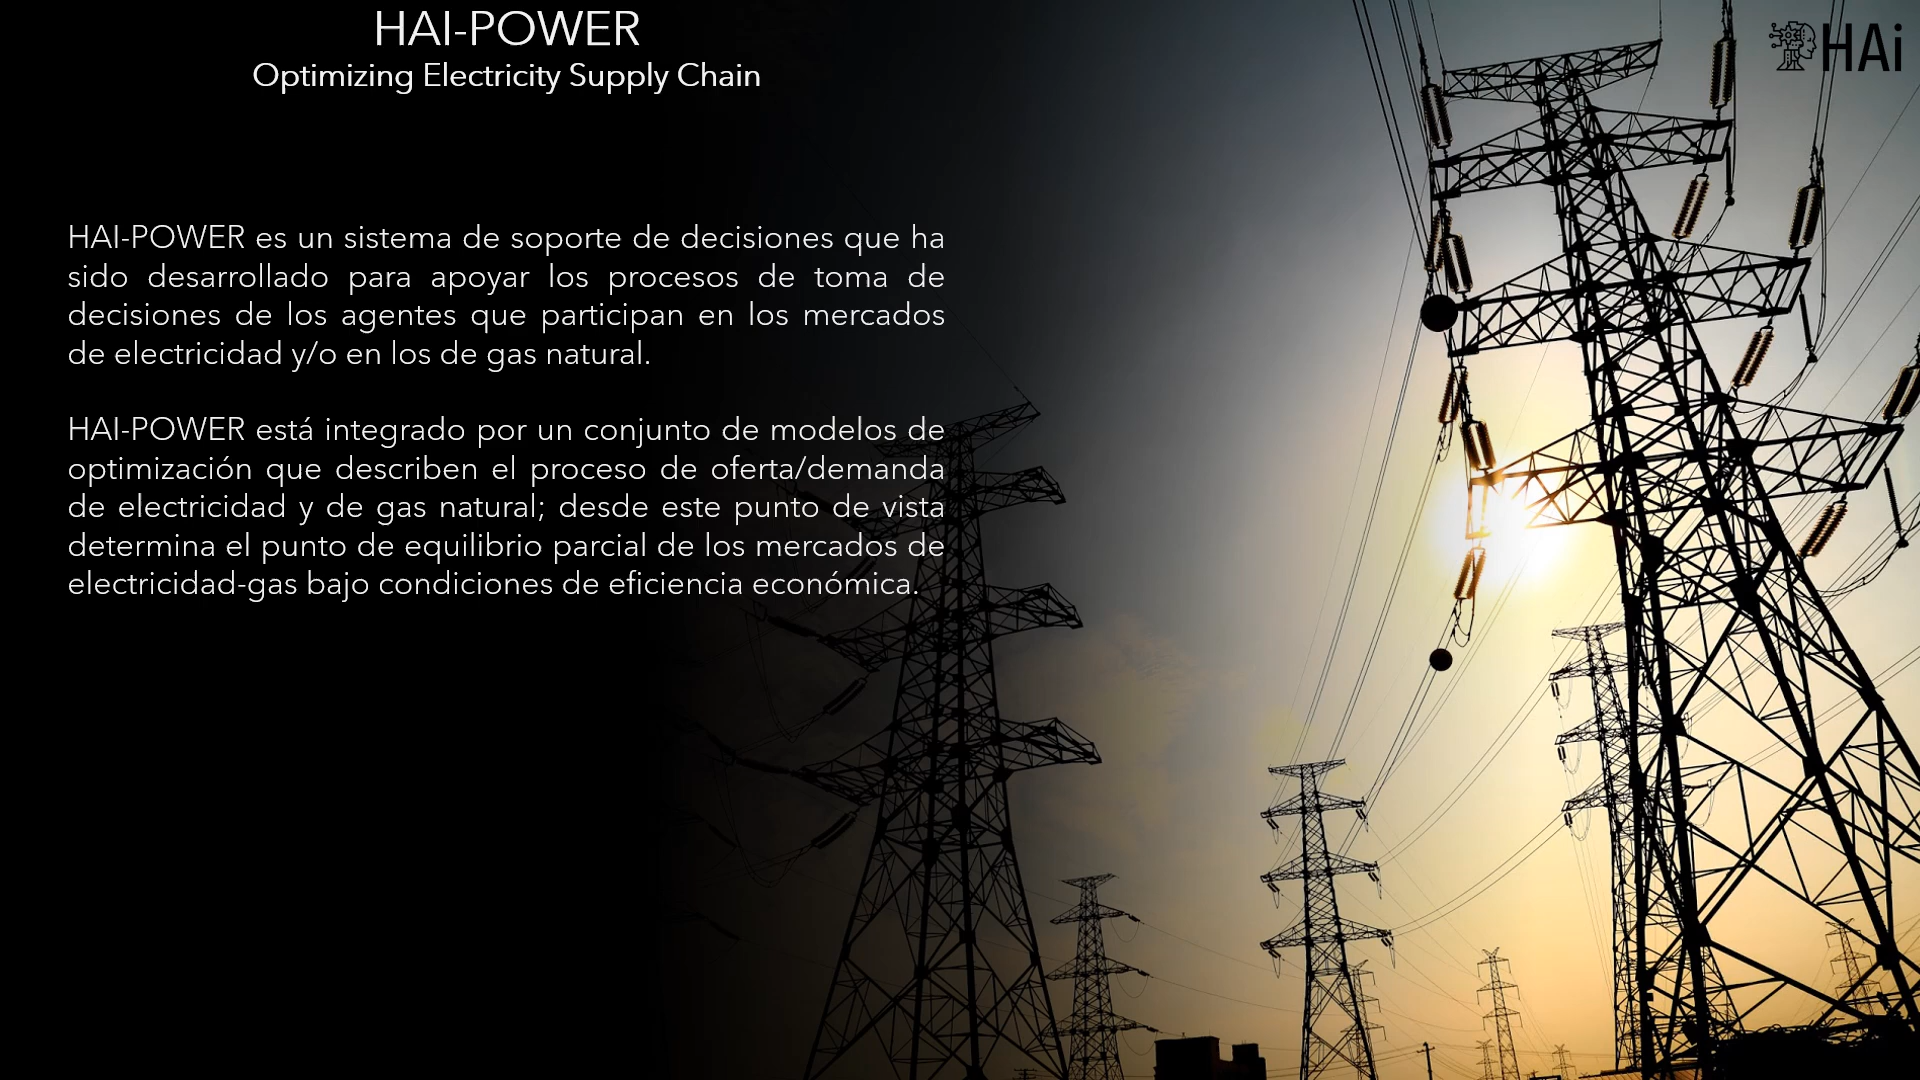 HAI-POWER
Optimizing Electricity Supply Chain
HAi
HAI-POWER es un sistema de soporte de decisiones que ha
sido desarrollado para apoyar los procesos de toma de
decisiones de los agentes que participan en los mercados
de electricidad y/o en los de gas natural.
HAI-POWER está integrado por un conjunto de modelos de
optimización que describen el proceso de oferta/demanda
de electricidad y de gas natural; desde este punto de vista
determina el punto de equilibrio parcial de los mercados de
electricidad-gas bajo condiciones de eficiencia económica.